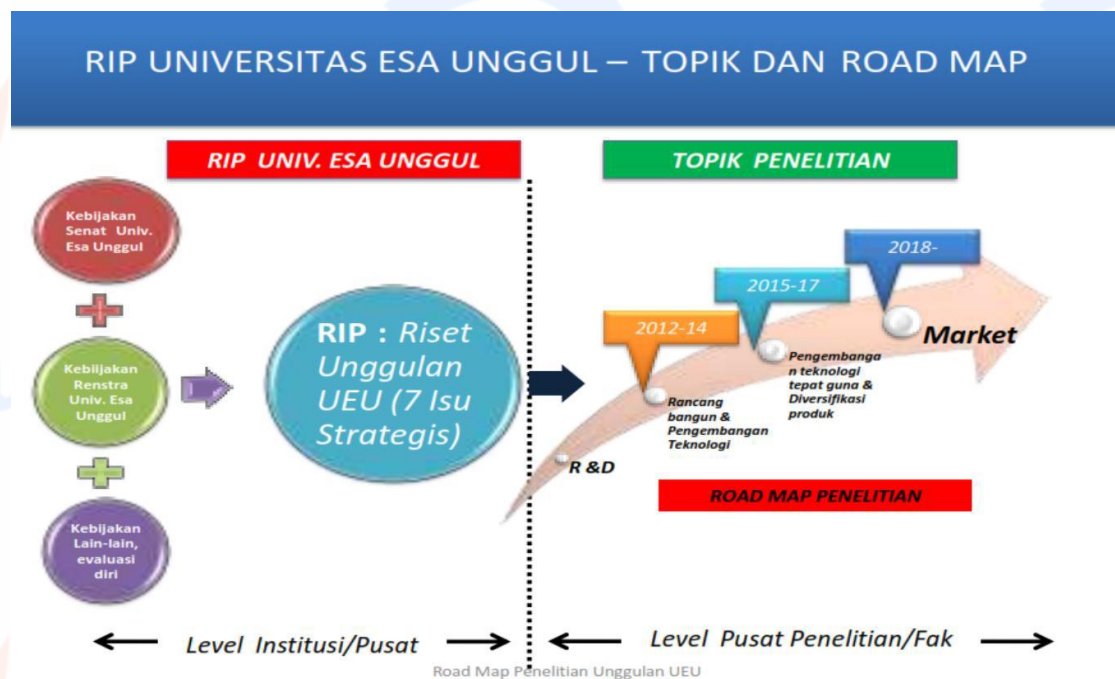 RIP UNIVERSITAS ESA UNGGUL – TOPIK DAN ROAD MAP
RIP UNIV. ESA UNGGUL
TOPIK PENELITIAN
Kebijakan
Senat Univ.
Esa Unggul
Kebiijakan
Renstra
Univ. Esa
Unggul
Kebijakan
Lain-lain,
evaluasi
diri
RIP : Riset
Unggulan
UEU (7 Isu
Strategis)
2012-14
2015-17
2018-
R &D
Rancang
bangun &
Pengembangan
Teknologi
Pengembanga
n teknologi
tepat guna &
Diversifikasi
produk
Market
ROAD MAP PENELITIAN
Level Institusi/Pusat
Level Pusat Penelitian/Fak
Road Map Penelitian Unggulan UEU